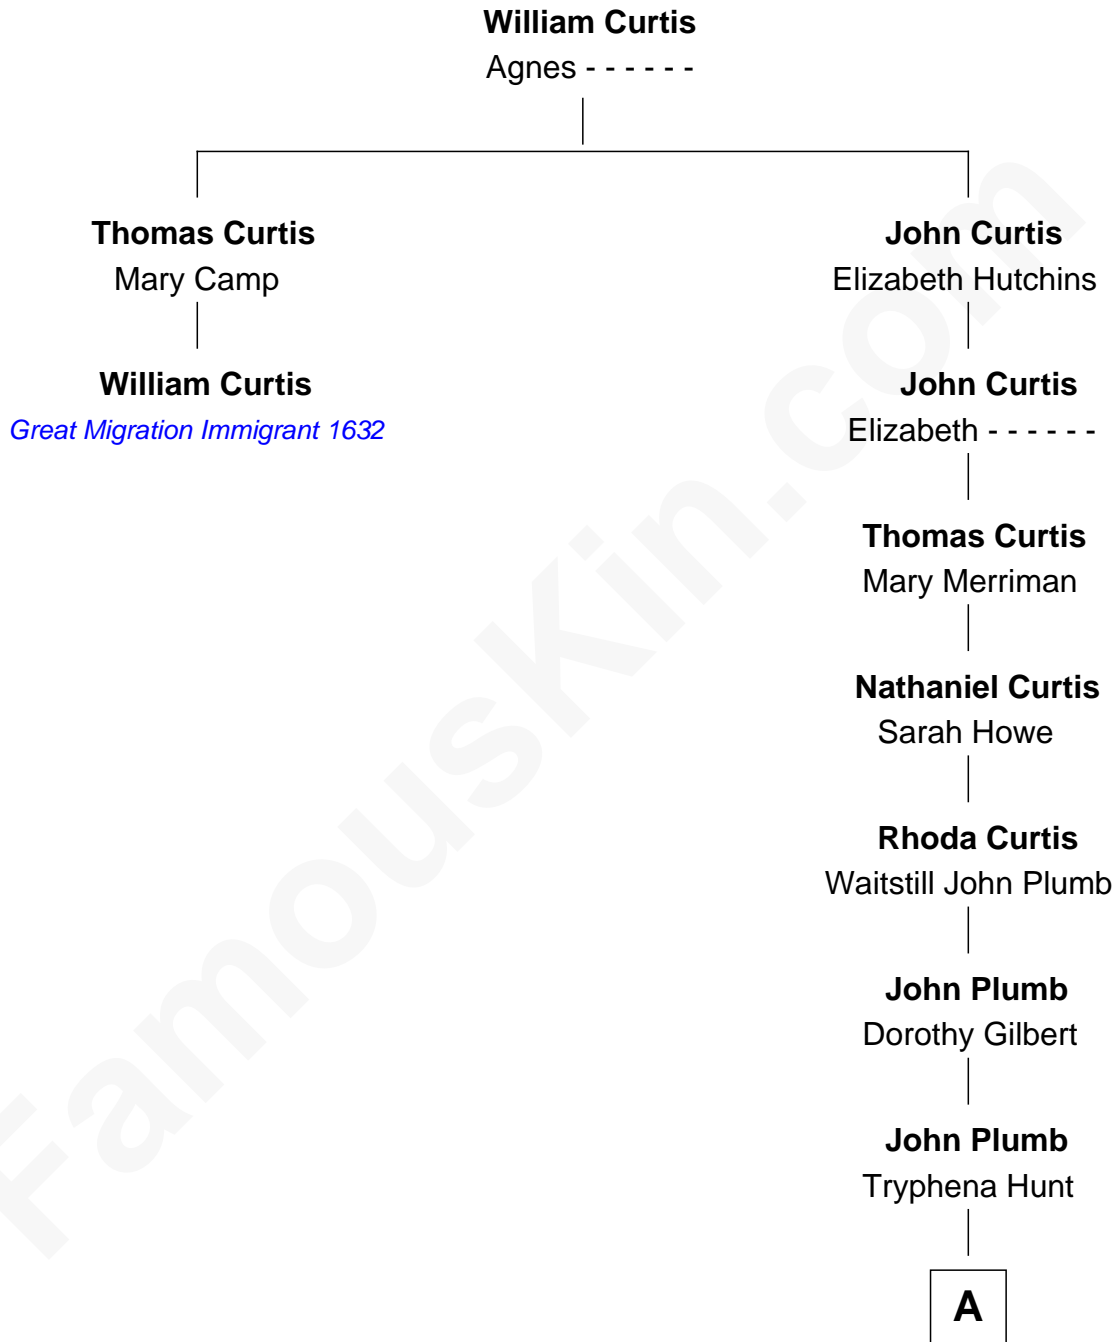 William Curtis
Agnes - - - - - -
Thomas Curtis
Mary Camp
William Curtis
Great Migration Immigrant 1632
John Curtis
Elizabeth Hutchins
John Curtis
Elizabeth - - - - - -
Thomas Curtis
Mary Merriman
Nathaniel Curtis
Sarah Howe
Rhoda Curtis
Waitstill John Plumb
John Plumb
Dorothy Gilbert
John Plumb
Tryphena Hunt
A
FamousKin.com